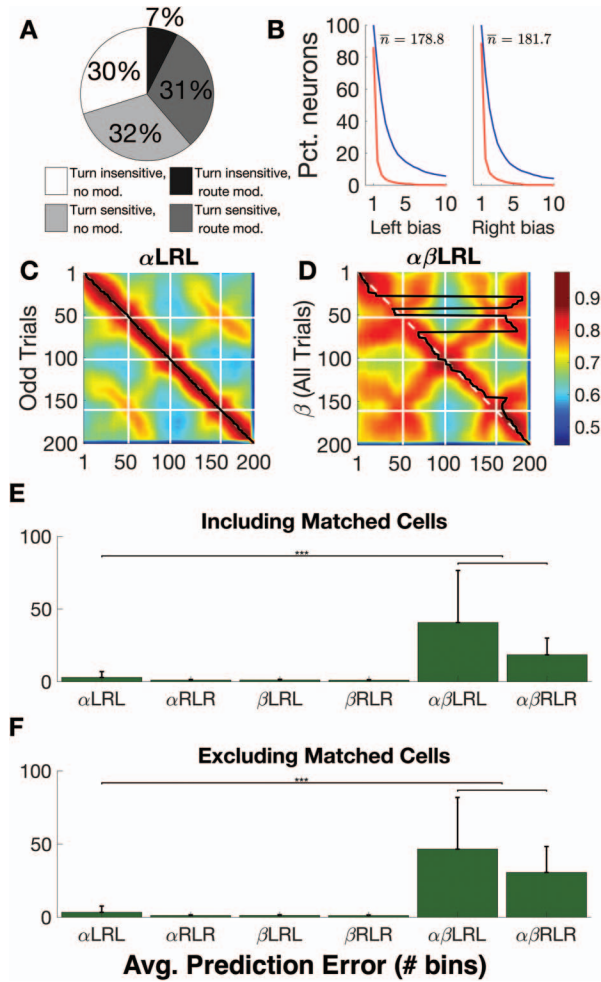 A
7%
30%
31%
32%
Turn insensitive, no mod.
Turn insensitive, route mod.
Turn sensitive, no mod.
Turn sensitive, route mod.
B
Pct. neurons
100
80
60
40
20
0
n̅ = 178.8
n̅ = 181.7
1 5 10
1 5 10
Left bias
Right bias
C
αLRL
Odd Trials
1
50
100
150
200
1 50 100 150 200
D
αβLRL
β (All Trials)
1
50
100
150
200
1 50 100 150 200
0.9
0.8
0.7
0.6
0.5
E
Including Matched Cells
100
50
0
***
αLRL αRLR βLRL βRLR αβLRL αβRLR
F
Excluding Matched Cells
100
50
0
***
αLRL αRLR βLRL βRLR αβLRL αβRLR
Avg. Prediction Error (# bins)